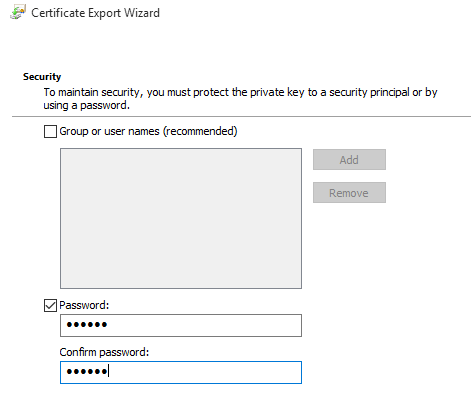 Certificate Export Wizard
Security
To maintain security, you must protect the private key to a security principal or by
using a password.
Group or user names (recommended)
Add
Remove
Password:
••••••
Confirm password:
••••••